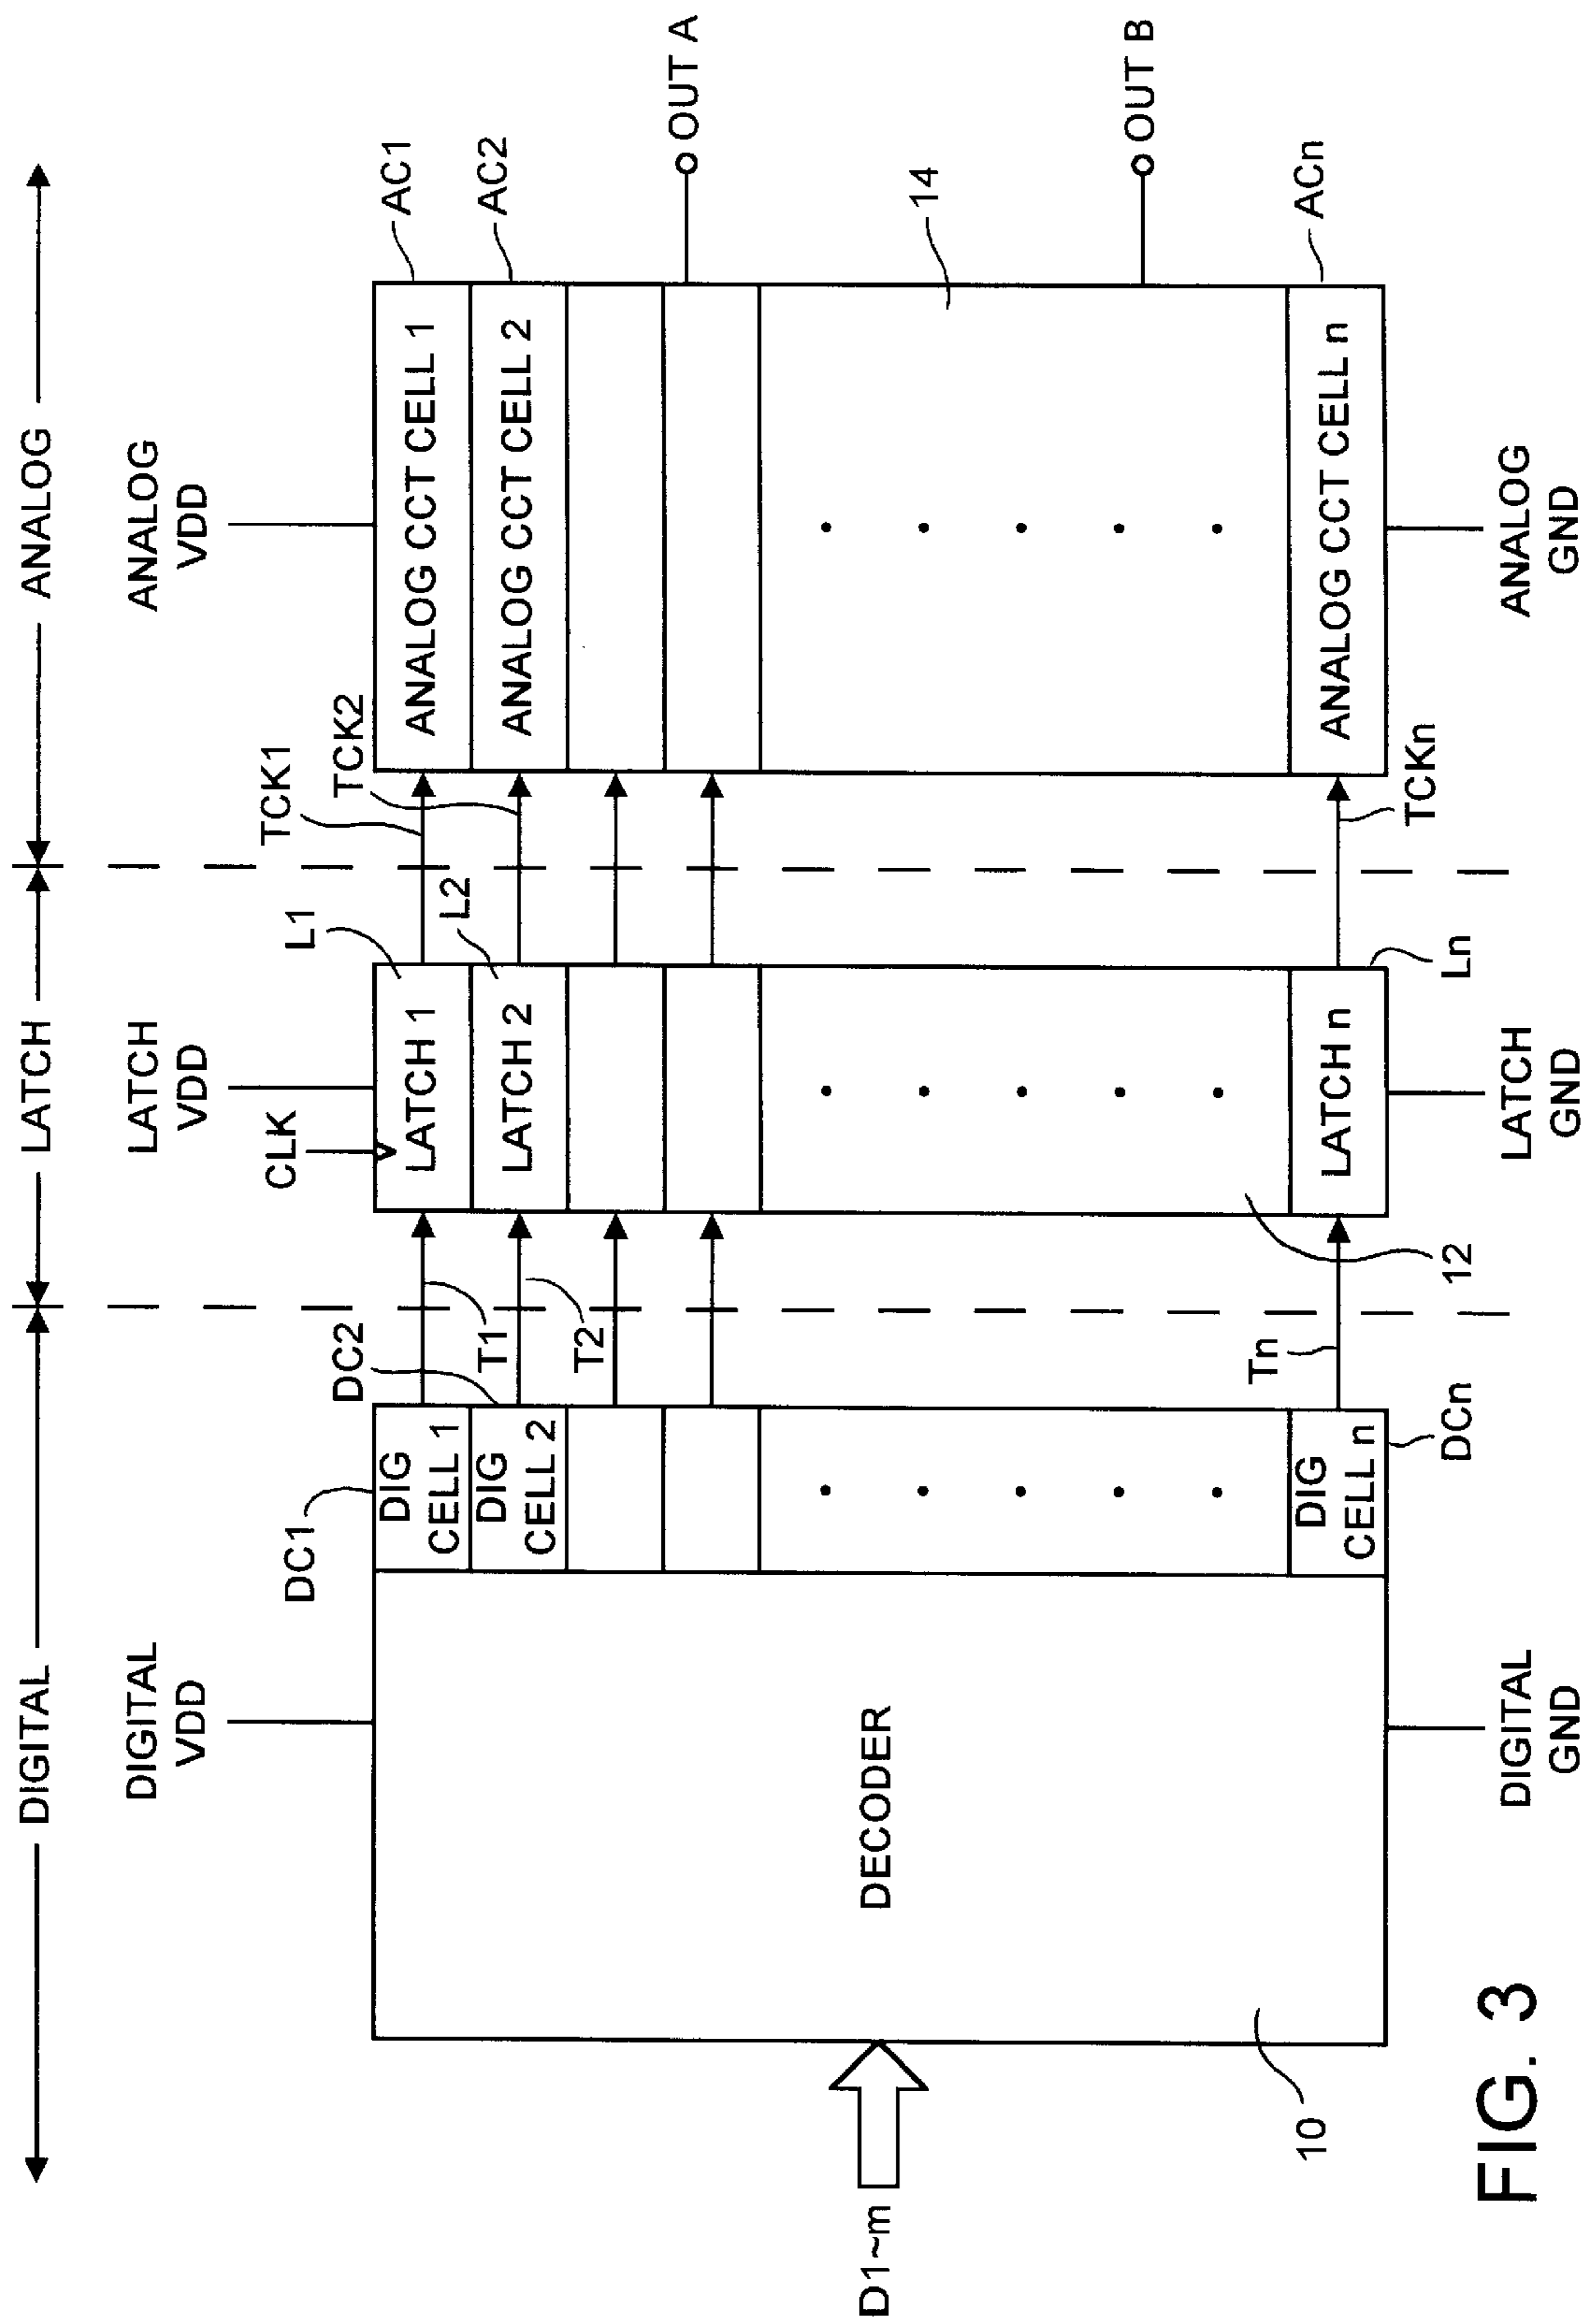 DIGITAL
LATCH
ANALOG
DIGITAL
VDD
LATCH
VDD
ANALOG
VDD
CLK
DC1
DC2
L1
L2
TCK1
TCK2
AC1
AC2
DIG
CELL 1
T1
LATCH 1
ANALOG CCT CELL 1
DIG
CELL 2
T2
LATCH 2
ANALOG CCT CELL 2
OUT A
D1~m
DECODER
14
OUT B
DIG
CELL n
Tn
LATCH n
ANALOG CCT CELL n
ACn
10
DCn
12
Ln
TCKn
DIGITAL
GND
LATCH
GND
ANALOG
GND
FIG. 3